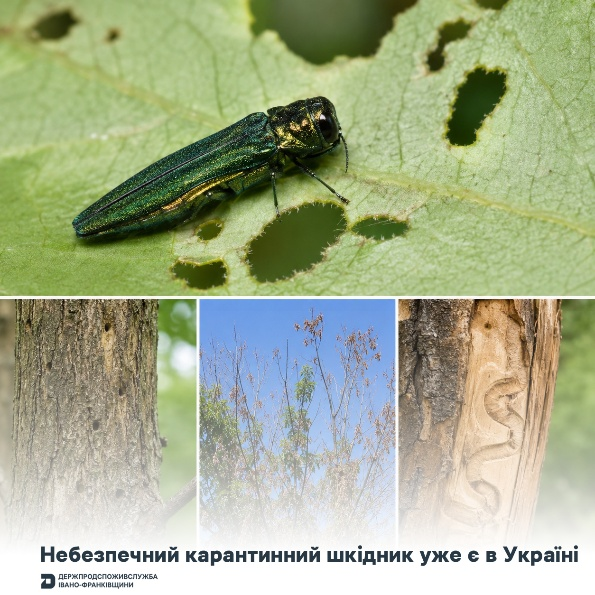 Небезпечний карантинний шкідник уже є в Україні
ДЕРЖПРОДСПОЖИВСЛУЖБА
ІВАНО-ФРАНКІВЩИНИ